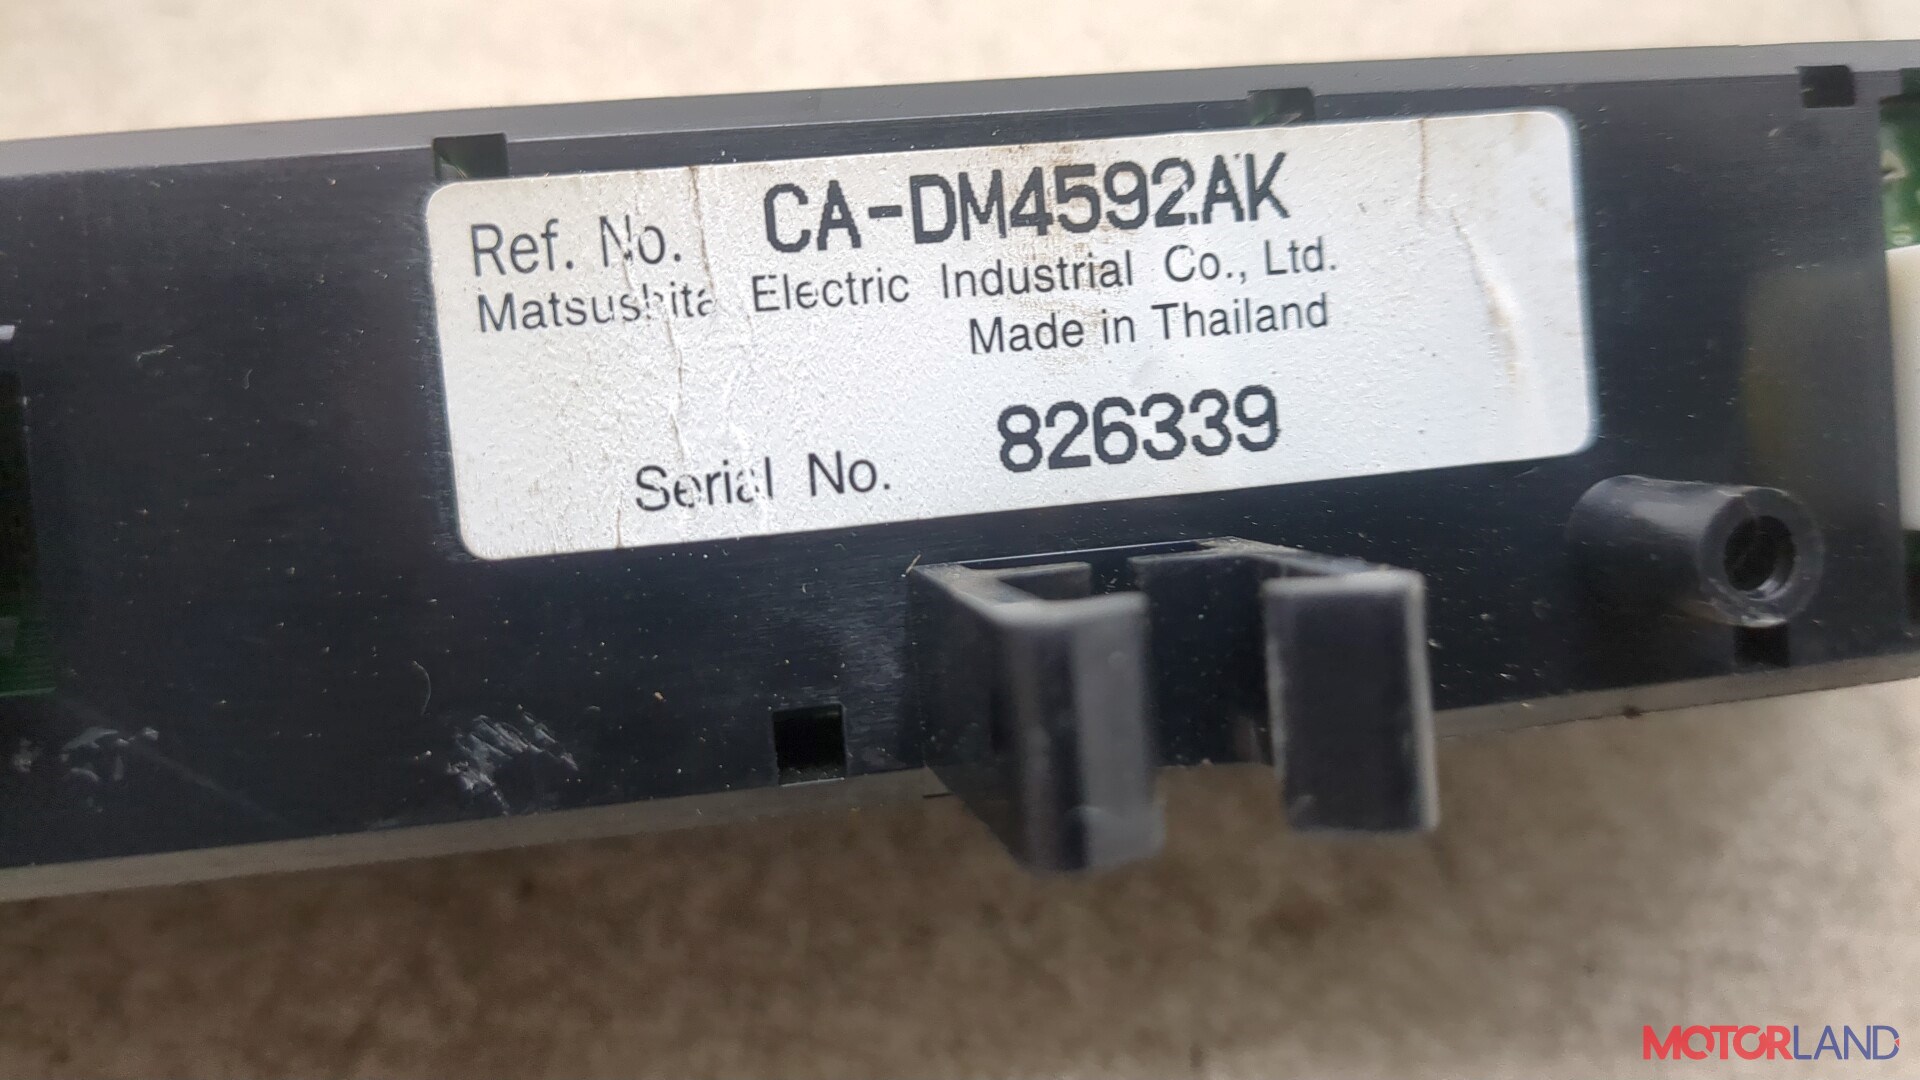 Ref. No. CA-DM4592AK
Matsushita Electric Industrial Co., Ltd.
Made in Thailand
Serial No. 826339
MOTORLAND